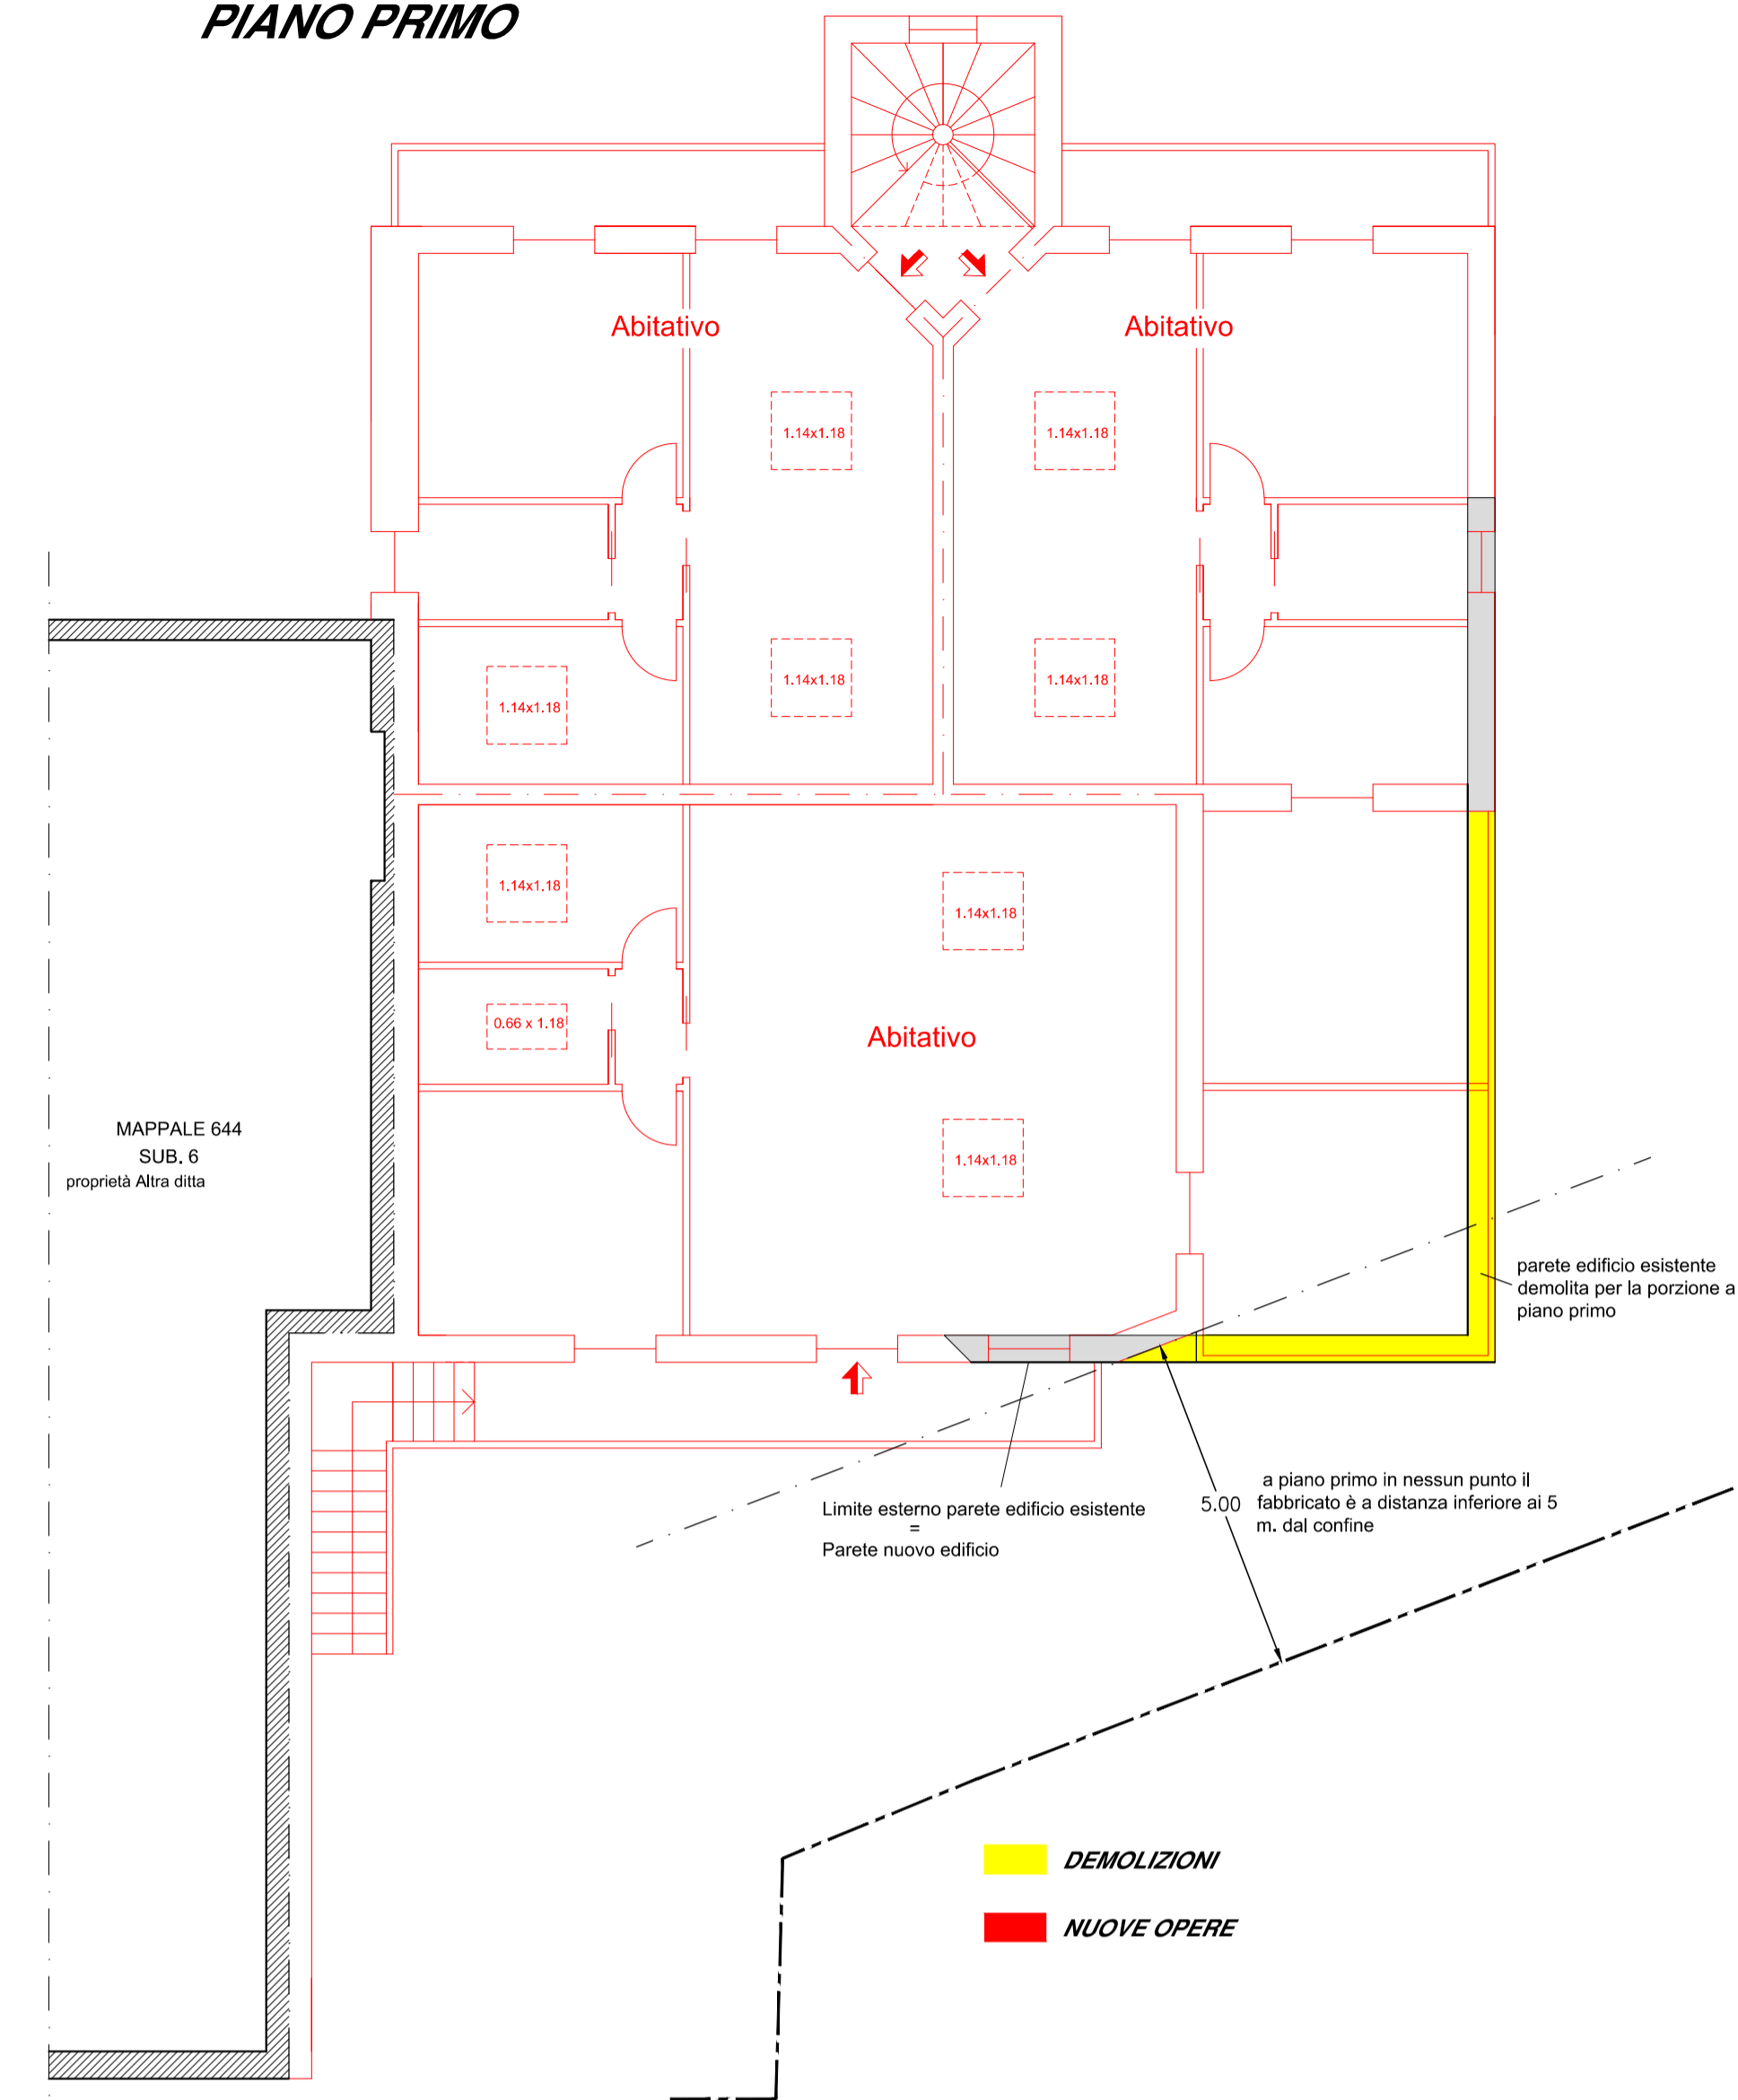 PIANO PRIMO
Abitativo
Abitativo
1.14x1.18
1.14x1.18
1.14x1.18
1.14x1.18
1.14x1.18
1.14x1.18
1.14x1.18
0.66 x 1.18
Abitativo
1.14x1.18
MAPPALE 644
SUB. 6
proprietà Altra ditta
parete edificio esistente
demolita per la porzione a
piano primo
Limite esterno parete edificio esistente
=
Parete nuovo edificio
5.00
a piano primo in nessun punto il
fabbricato è a distanza inferiore ai 5
m. dal confine
DEMOLIZIONI
NUOVE OPERE